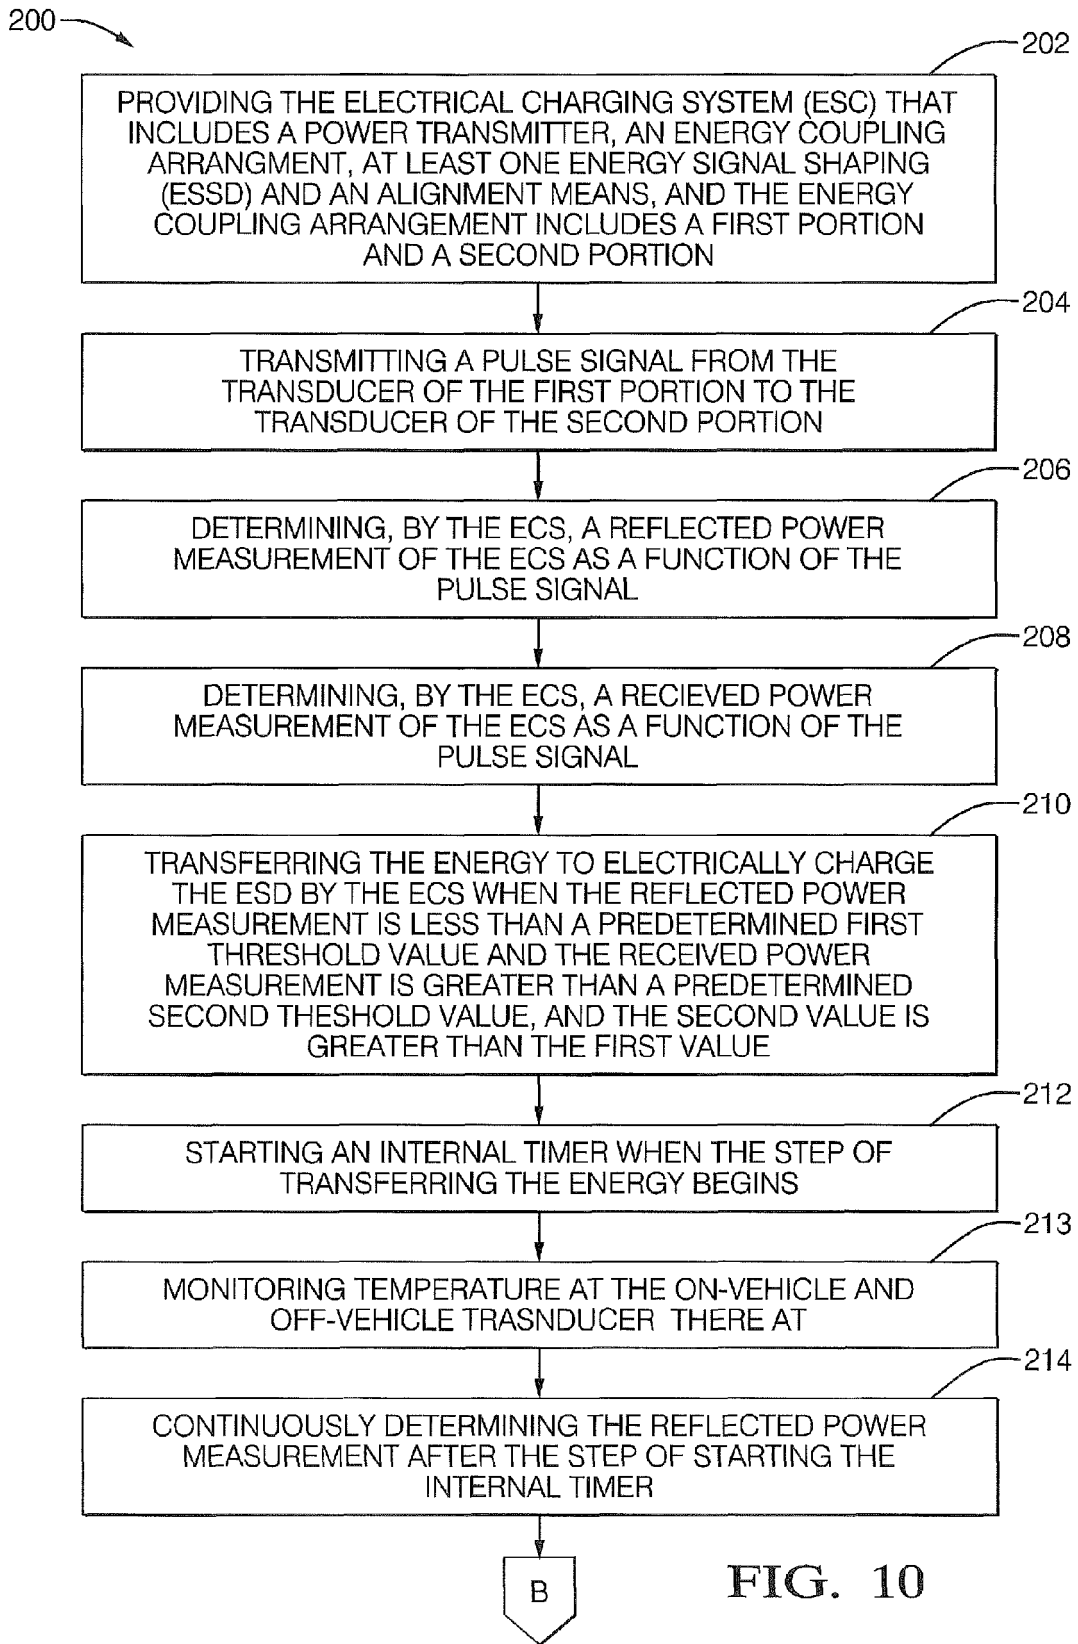 200
202
PROVIDING THE ELECTRICAL CHARGING SYSTEM (ESC) THAT
INCLUDES A POWER TRANSMITTER, AN ENERGY COUPLING
ARRANGMENT, AT LEAST ONE ENERGY SIGNAL SHAPING
(ESSD) AND AN ALIGNMENT MEANS, AND THE ENERGY
COUPLING ARRANGEMENT INCLUDES A FIRST PORTION
AND A SECOND PORTION
204
TRANSMITTING A PULSE SIGNAL FROM THE
TRANSDUCER OF THE FIRST PORTION TO THE
TRANSDUCER OF THE SECOND PORTION
206
DETERMINING, BY THE ECS, A REFLECTED POWER
MEASUREMENT OF THE ECS AS A FUNCTION OF THE
PULSE SIGNAL
208
DETERMINING, BY THE ECS, A RECIEVED POWER
MEASUREMENT OF THE ECS AS A FUNCTION OF THE
PULSE SIGNAL
210
TRANSFERRING THE ENERGY TO ELECTRICALLY CHARGE
THE ESD BY THE ECS WHEN THE REFLECTED POWER
MEASUREMENT IS LESS THAN A PREDETERMINED FIRST
THRESHOLD VALUE AND THE RECEIVED POWER
MEASUREMENT IS GREATER THAN A PREDETERMINED
SECOND THESHOLD VALUE, AND THE SECOND VALUE IS
GREATER THAN THE FIRST VALUE
212
STARTING AN INTERNAL TIMER WHEN THE STEP OF
TRANSFERRING THE ENERGY BEGINS
213
MONITORING TEMPERATURE AT THE ON-VEHICLE AND
OFF-VEHICLE TRASNDUCER THERE AT
214
CONTINUOUSLY DETERMINING THE REFLECTED POWER
MEASUREMENT AFTER THE STEP OF STARTING THE
INTERNAL TIMER
B
FIG. 10